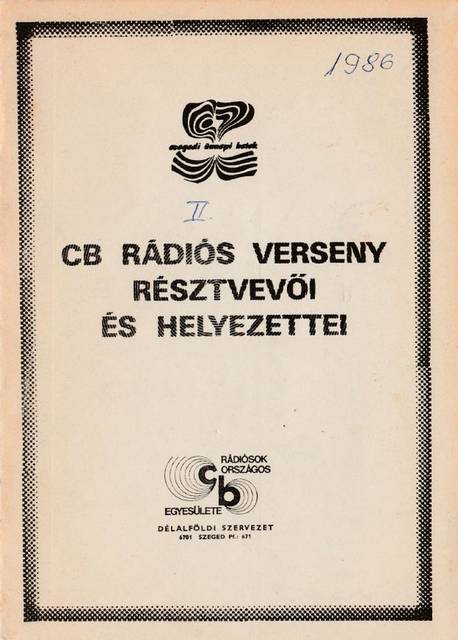 1986
szegedi ünnepi hetek
II.
CB RÁDIÓS VERSENY
RÉSZTVEVŐI
ÉS HELYEZETTEI
RÁDIÓSOK
ORSZÁGOS
cb
EGYESÜLETE
DÉLALFÖLDI SZERVEZET
6701 SZEGED Pf.: 671